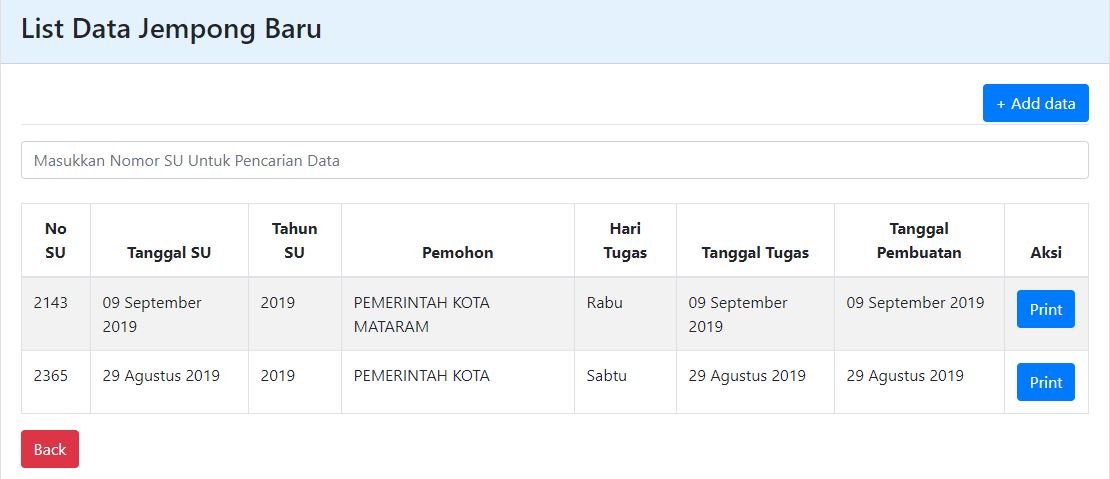 List Data Jempong Baru
+ Add data
Masukkan Nomor SU Untuk Pencarian Data
No
SU
Tanggal SU
Tahun
SU
Pemohon
Hari
Tugas
Tanggal Tugas
Tanggal
Pembuatan
Aksi
2143
09 September
2019
2019
PEMERINTAH KOTA
MATARAM
Rabu
09 September
2019
09 September 2019
Print
2365
29 Agustus 2019
2019
PEMERINTAH KOTA
Sabtu
29 Agustus 2019
29 Agustus 2019
Print
Back